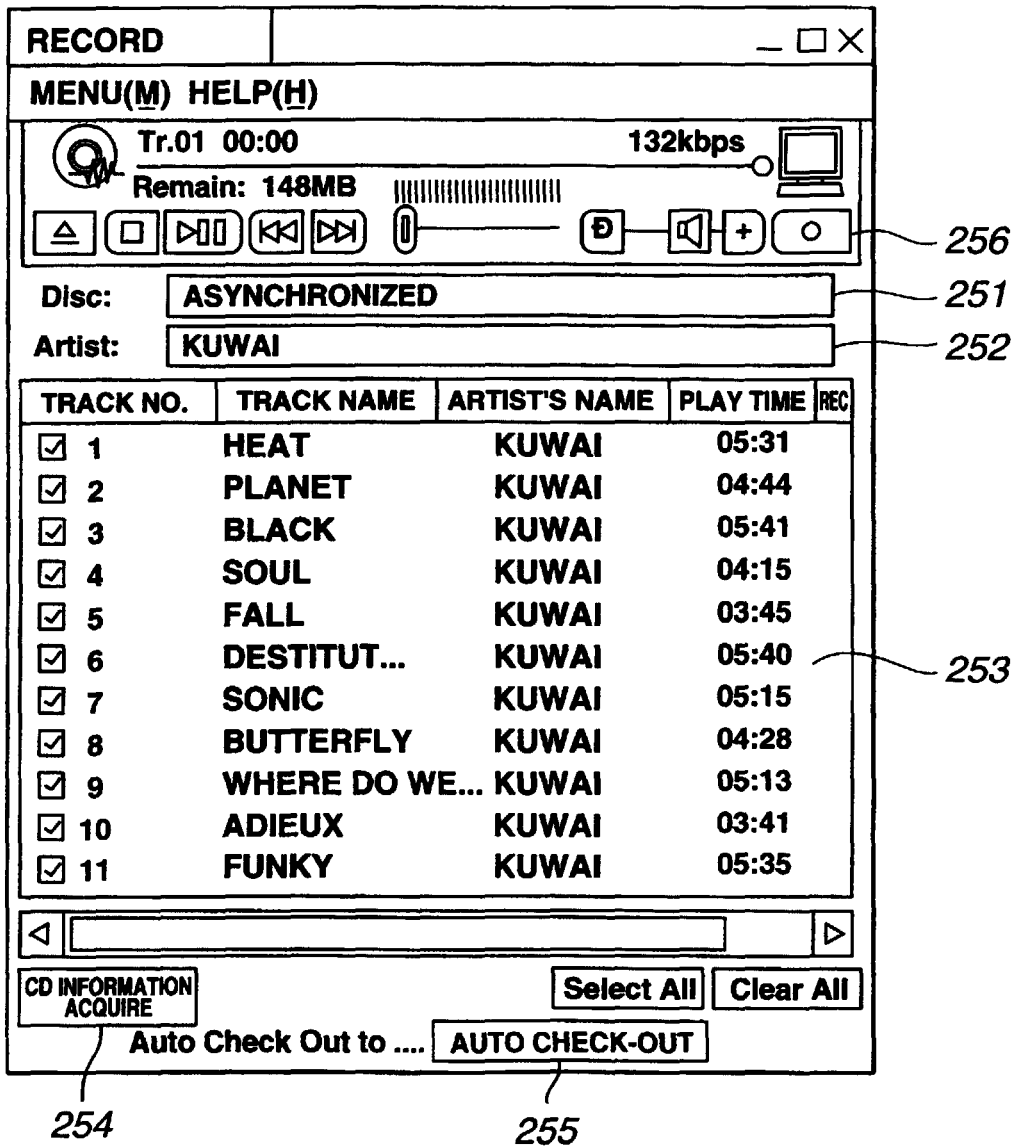 RECORD
MENU(M) HELP(H)
Tr.01 00:00 132kbps
Remain: 148MB
Ð +
256
Disc: ASYNCHRONIZED 251
Artist: KUWAI 252
TRACK NO. TRACK NAME ARTIST'S NAME PLAY TIME REC
1 HEAT KUWAI 05:31
2 PLANET KUWAI 04:44
3 BLACK KUWAI 05:41
4 SOUL KUWAI 04:15
5 FALL KUWAI 03:45
6 DESTITUT... KUWAI 05:40
253
7 SONIC KUWAI 05:15
8 BUTTERFLY KUWAI 04:28
9 WHERE DO WE... KUWAI 05:13
10 ADIEUX KUWAI 03:41
11 FUNKY KUWAI 05:35
CD INFORMATION
ACQUIRE
Select All Clear All
Auto Check Out to .... AUTO CHECK-OUT
254 255